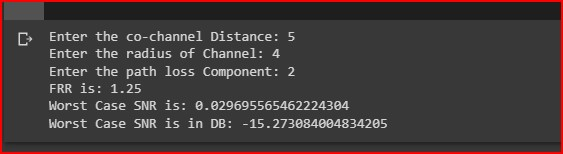 Enter the co-channel Distance: 5
Enter the radius of Channel: 4
Enter the path loss Component: 2
FRR is: 1.25
Worst Case SNR is: 0.029695565462224304
Worst Case SNR is in DB: -15.273084004834205